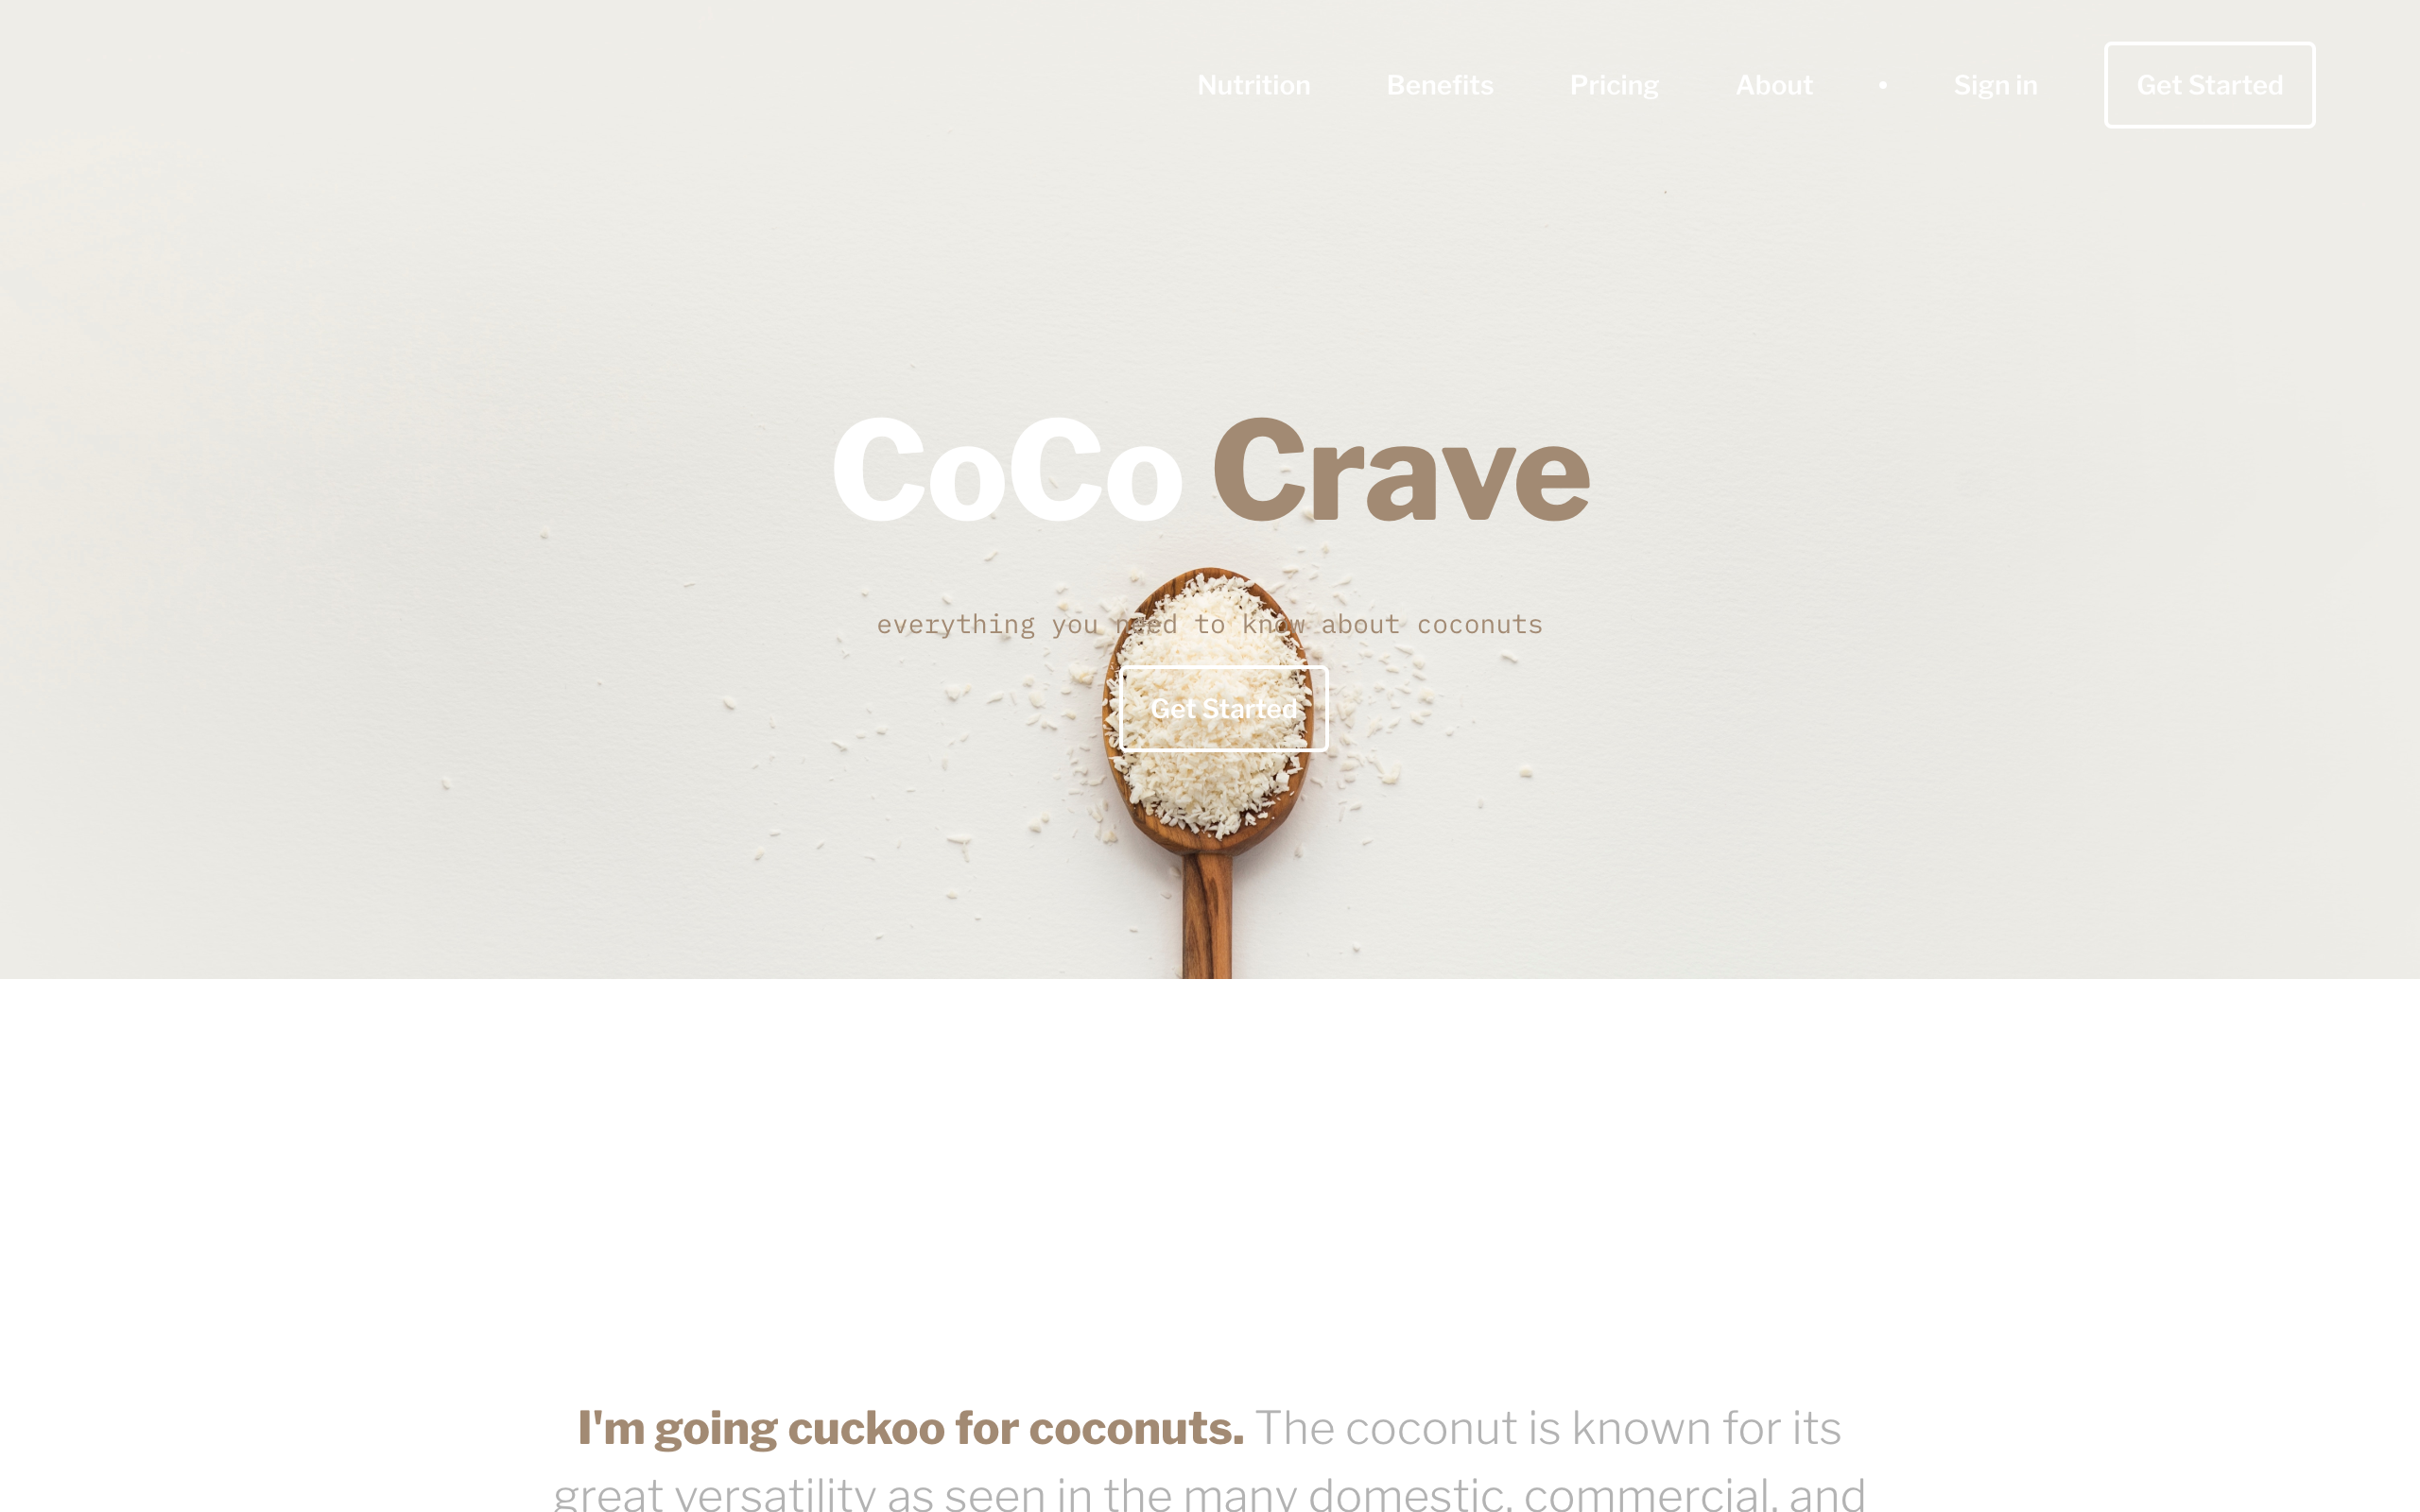 Nutrition Benefits Pricing About • Sign in Get Started
CoCo Crave
everything you need to know about coconuts
Get Started
I'm going cuckoo for coconuts. The coconut is known for its
great versatility as seen in the many domestic, commercial, and